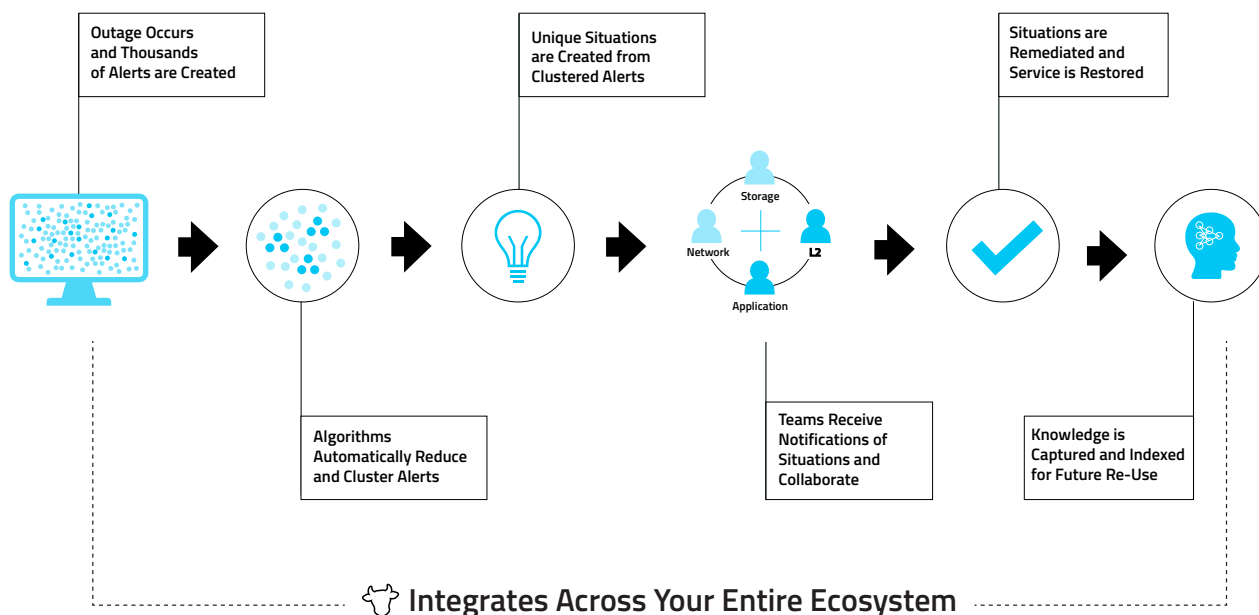 Outage Occurs
and Thousands
of Alerts are Created
Unique Situations
are Created from
Clustered Alerts
Situations are
Remediated and
Service is Restored
Storage
Network
L2
Application
Algorithms
Automatically Reduce
and Cluster Alerts
Teams Receive
Notifications of
Situations and
Collaborate
Knowledge is
Captured and Indexed
for Future Re-Use
Integrates Across Your Entire Ecosystem